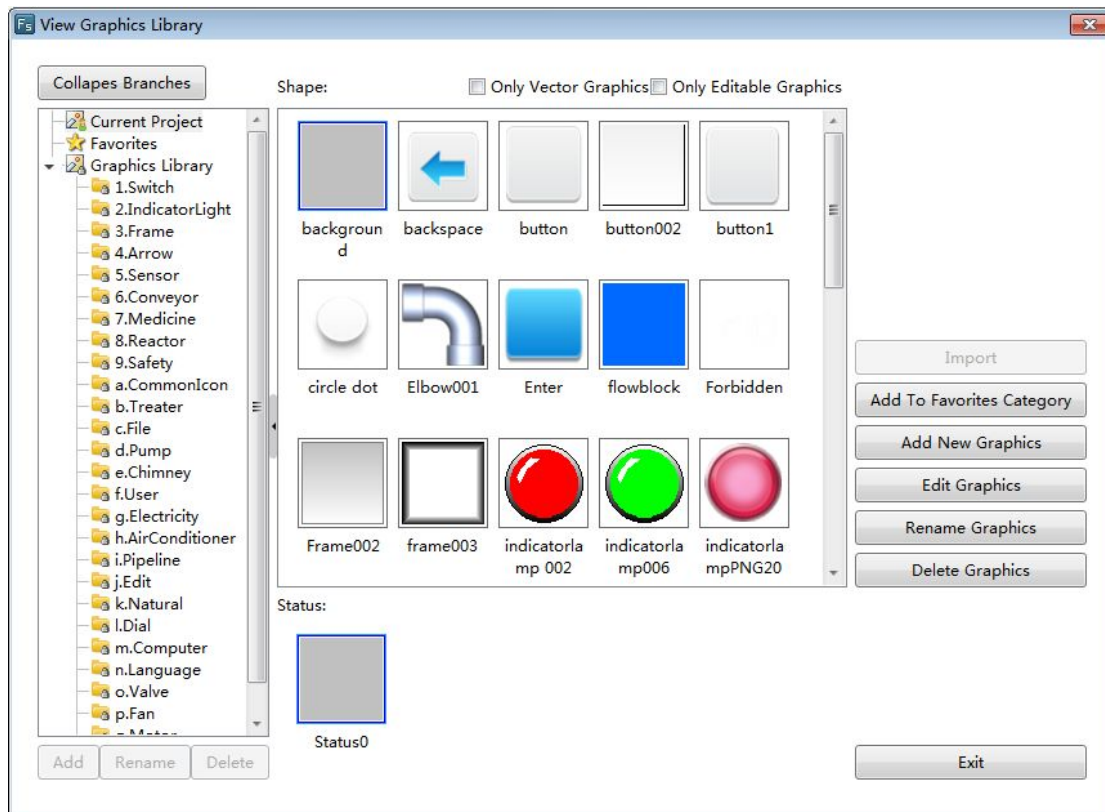 Fs View Graphics Library
Collapes Branches
Shape:
Only Vector Graphics
Only Editable Graphics
Current Project
Favorites
Graphics Library
1.Switch
2.IndicatorLight
3.Frame
4.Arrow
5.Sensor
6.Conveyor
7.Medicine
8.Reactor
9.Safety
a.CommonIcon
b.Treater
c.File
d.Pump
e.Chimney
f.User
g.Electricity
h.AirConditioner
i.Pipeline
j.Edit
k.Natural
l.Dial
m.Computer
n.Language
o.Valve
p.Fan
Add
Rename
Delete
backgroun
d
backspace
button
button002
button1
circle dot
Elbow001
Enter
flowblock
Forbidden
Frame002
frame003
indicatorla
mp 002
indicatorla
mp006
indicatorla
mpPNG20
Status:
Status0
Import
Add To Favorites Category
Add New Graphics
Edit Graphics
Rename Graphics
Delete Graphics
Exit